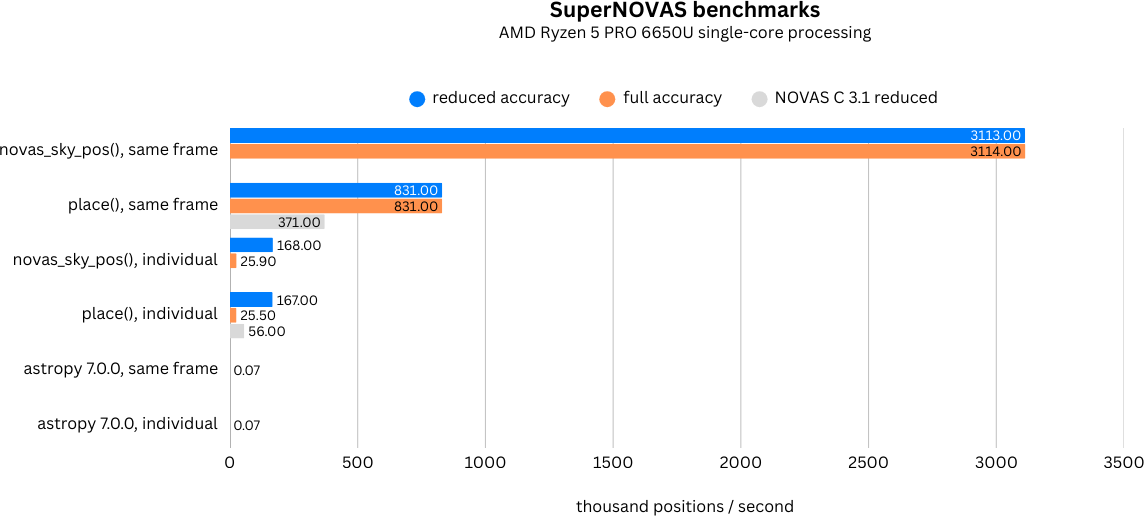 SuperNOVAS benchmarks
AMD Ryzen 5 PRO 6650U single-core processing
reduced accuracy full accuracy NOVAS C 3.1 reduced
novas_sky_pos(), same frame
3113.00
3114.00
place(), same frame
831.00
831.00
371.00
novas_sky_pos(), individual
168.00
25.90
place(), individual
167.00
25.50
56.00
astropy 7.0.0, same frame
0.07
astropy 7.0.0, individual
0.07
0 500 1000 1500 2000 2500 3000 3500
thousand positions / second